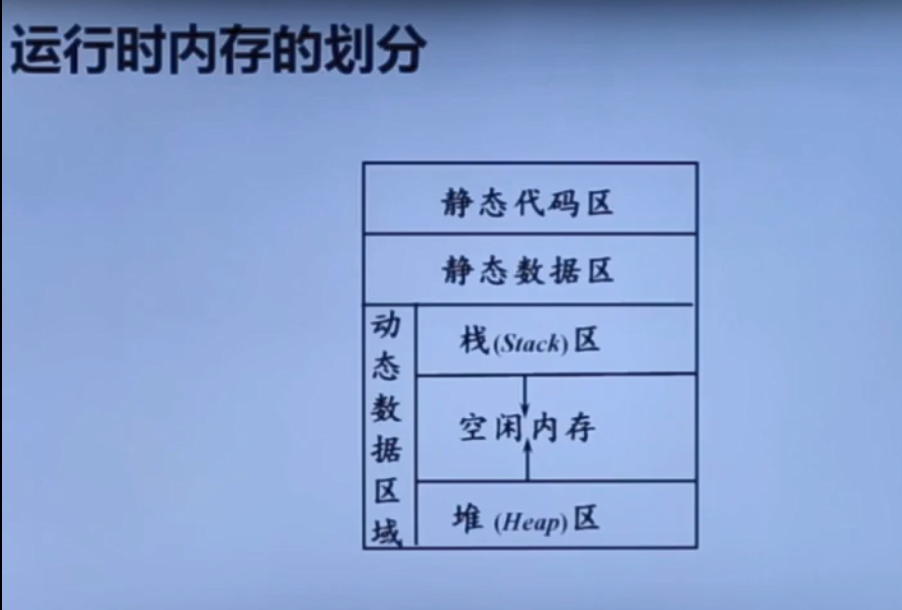 运行时内存的划分
静态代码区
静态数据区
动态数据区域
栈(Stack)区
空闲内存
堆 (Heap)区